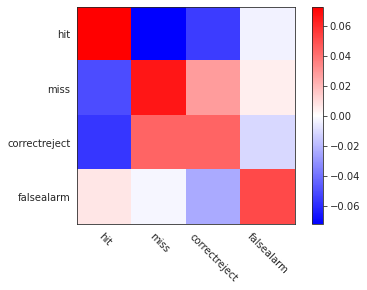 hit
miss
correctreject
falsealarm
hit
miss
correctreject
falsealarm
0.06
0.04
0.02
0.00
−0.02
−0.04
−0.06